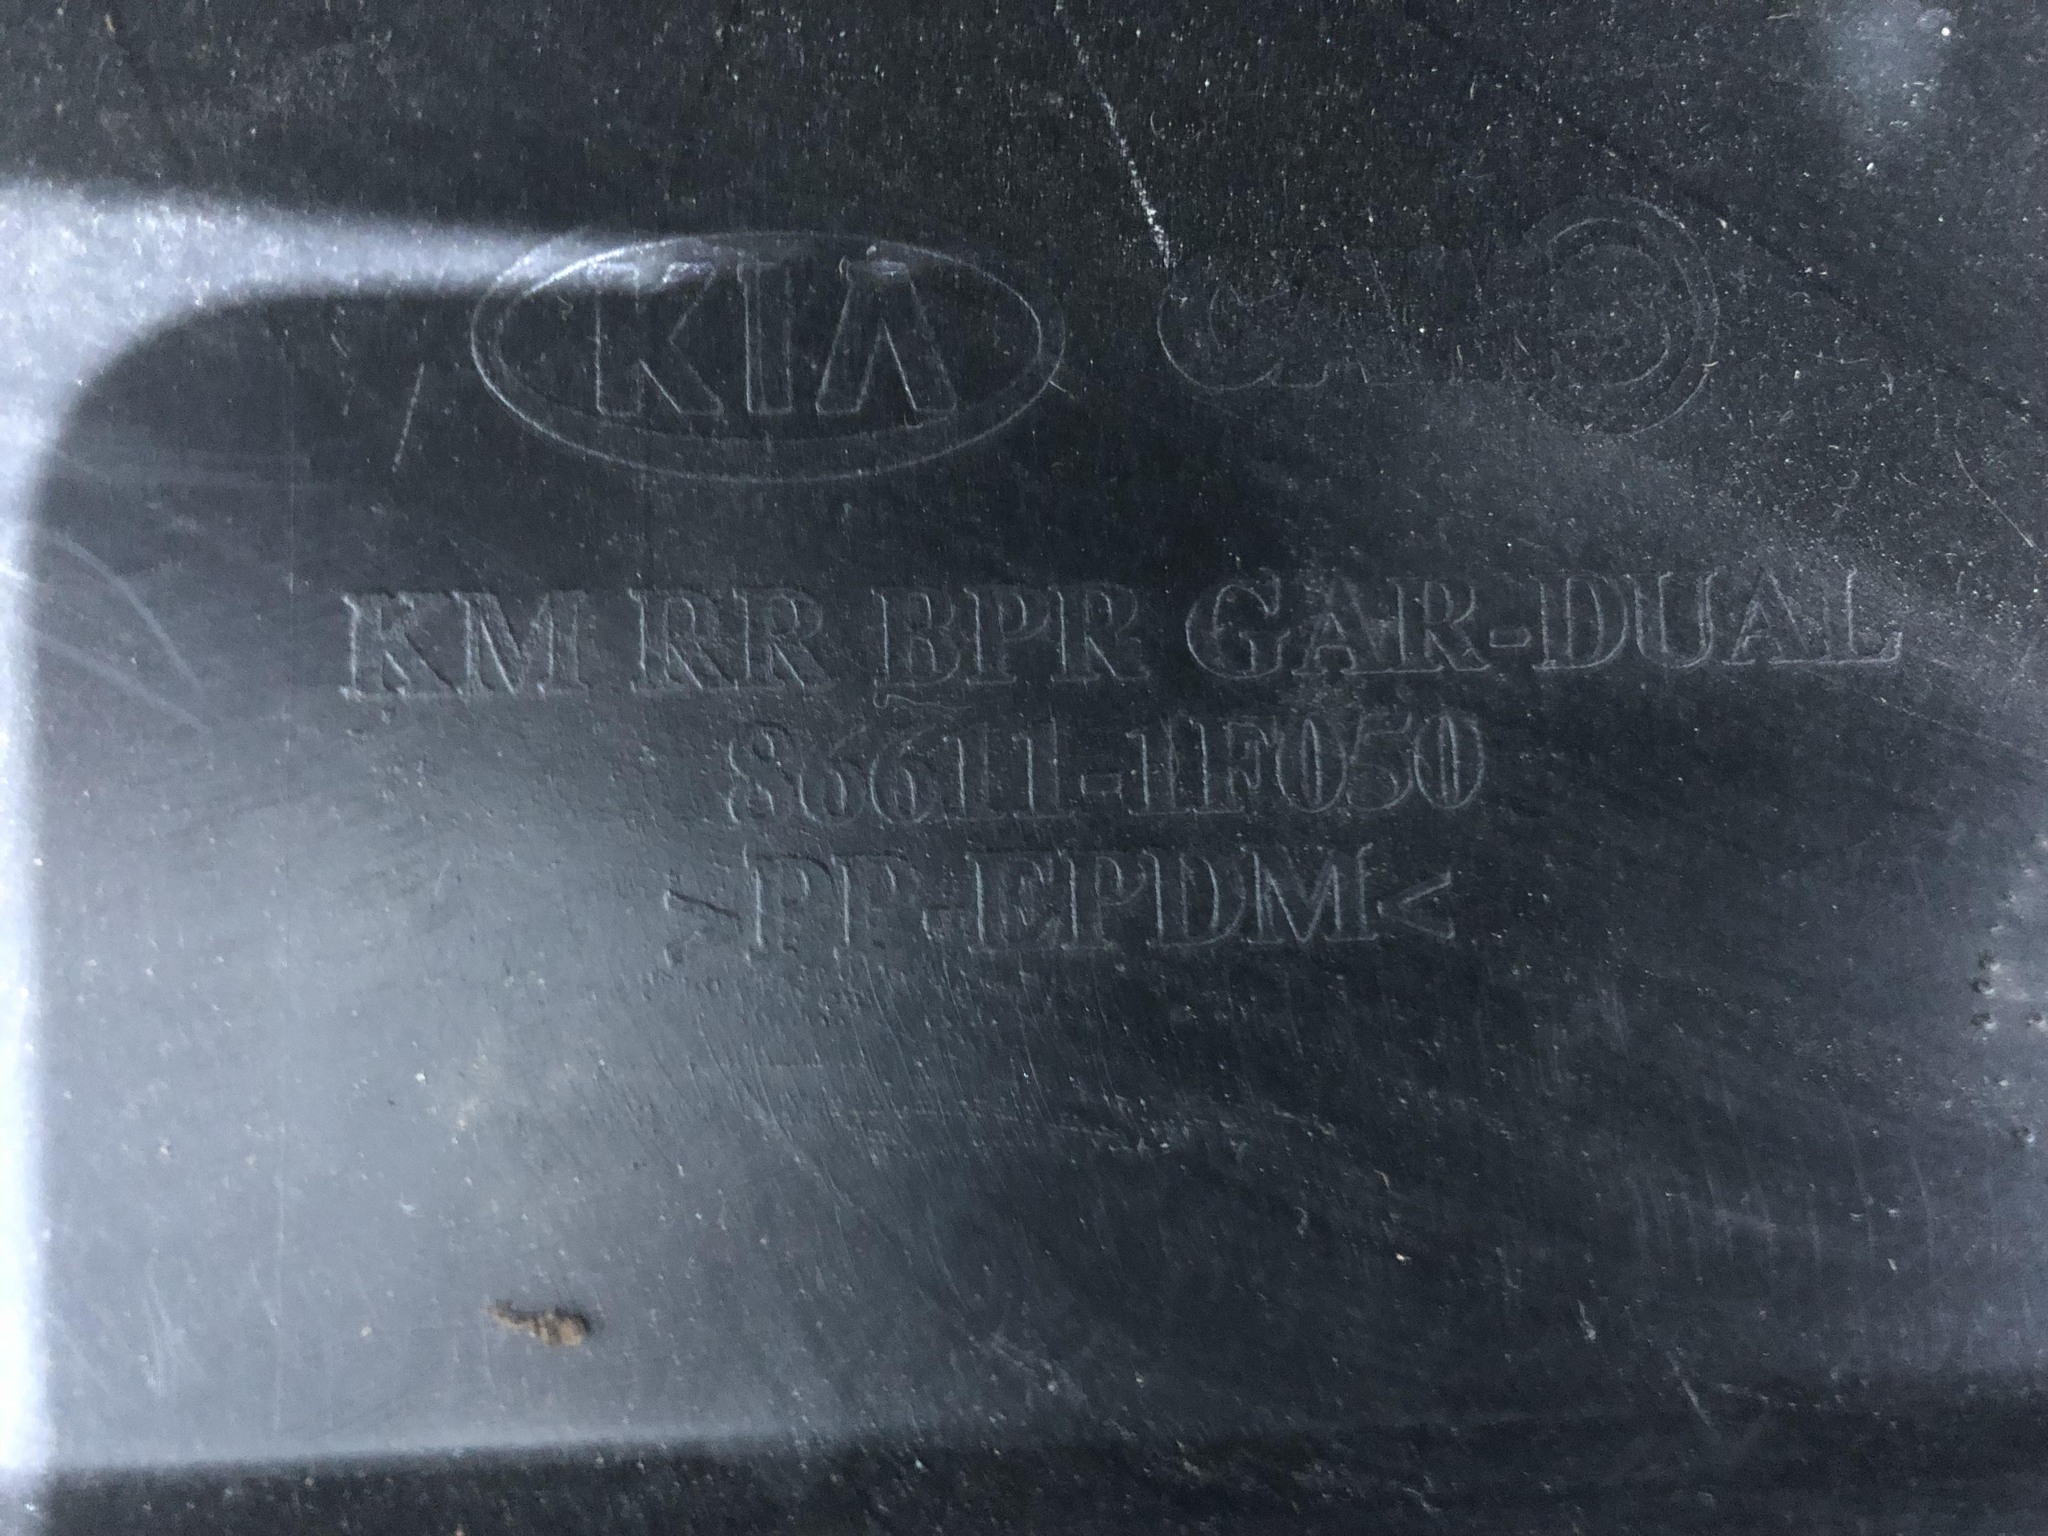 KIA
KM RR BPR GAR-DUAL
86611-1F050
>PP-EPDM<